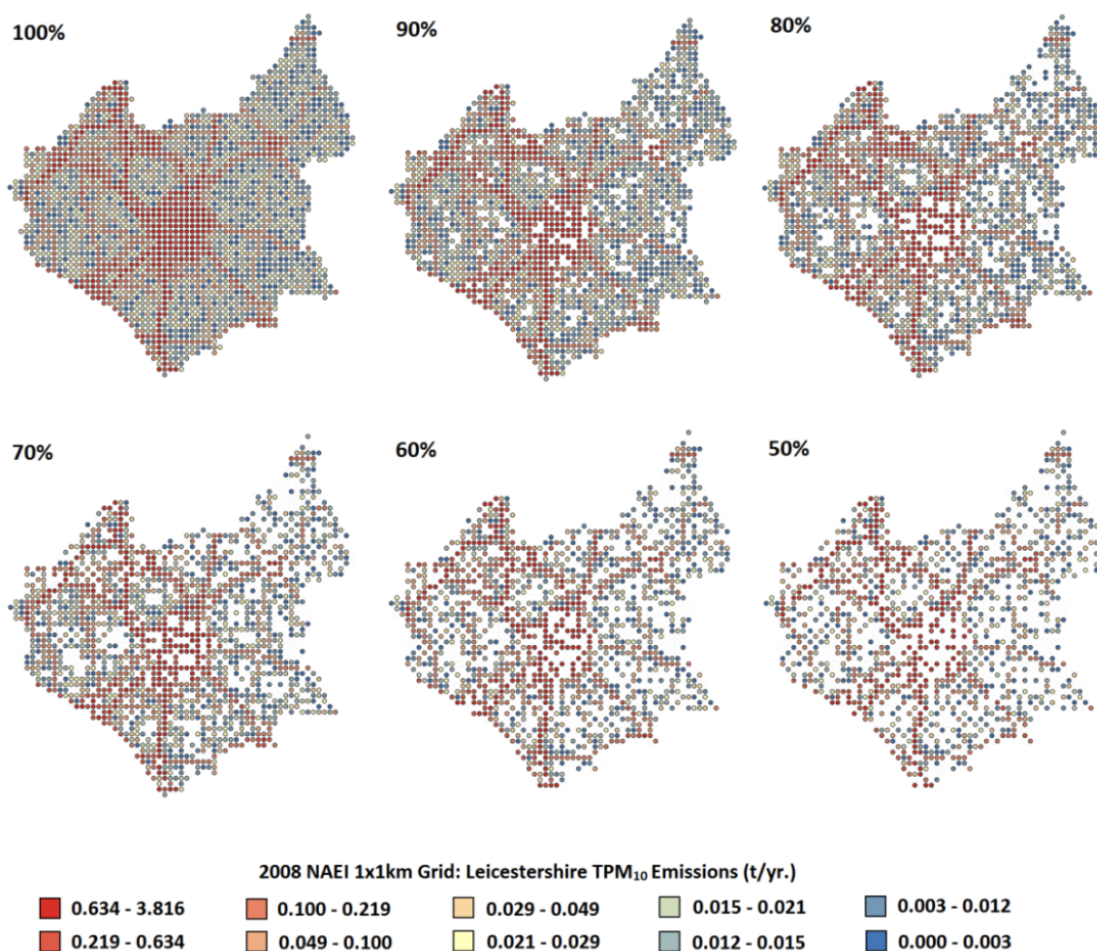 100%
90%
80%
70%
60%
50%
2008 NAEI 1x1km Grid: Leicestershire TPM₁₀ Emissions (t/yr.)
0.634 - 3.816
0.100 - 0.219
0.029 - 0.049
0.015 - 0.021
0.003 - 0.012
0.219 - 0.634
0.049 - 0.100
0.021 - 0.029
0.012 - 0.015
0.000 - 0.003